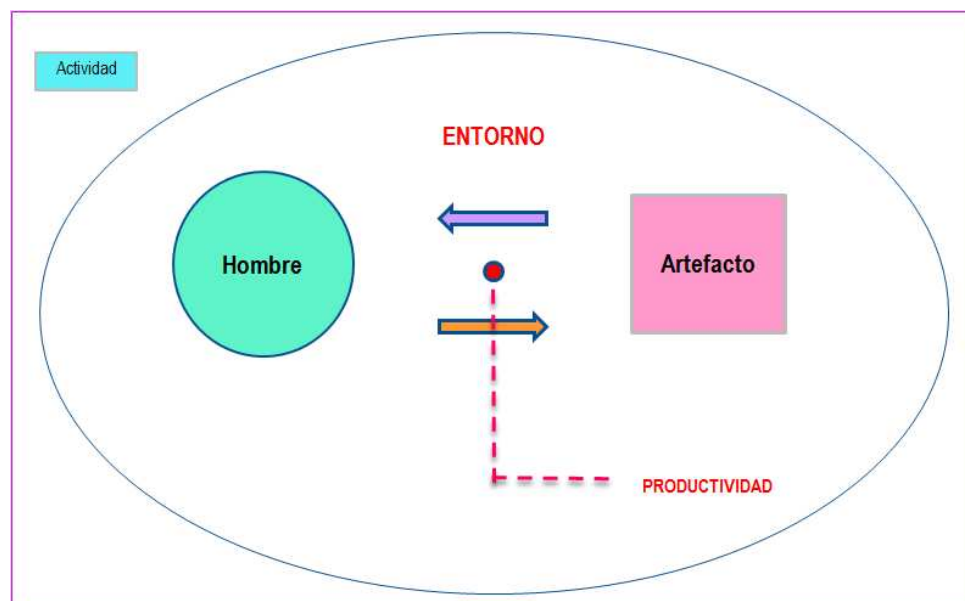 Actividad
ENTORNO
Hombre
Artefacto
PRODUCTIVIDAD